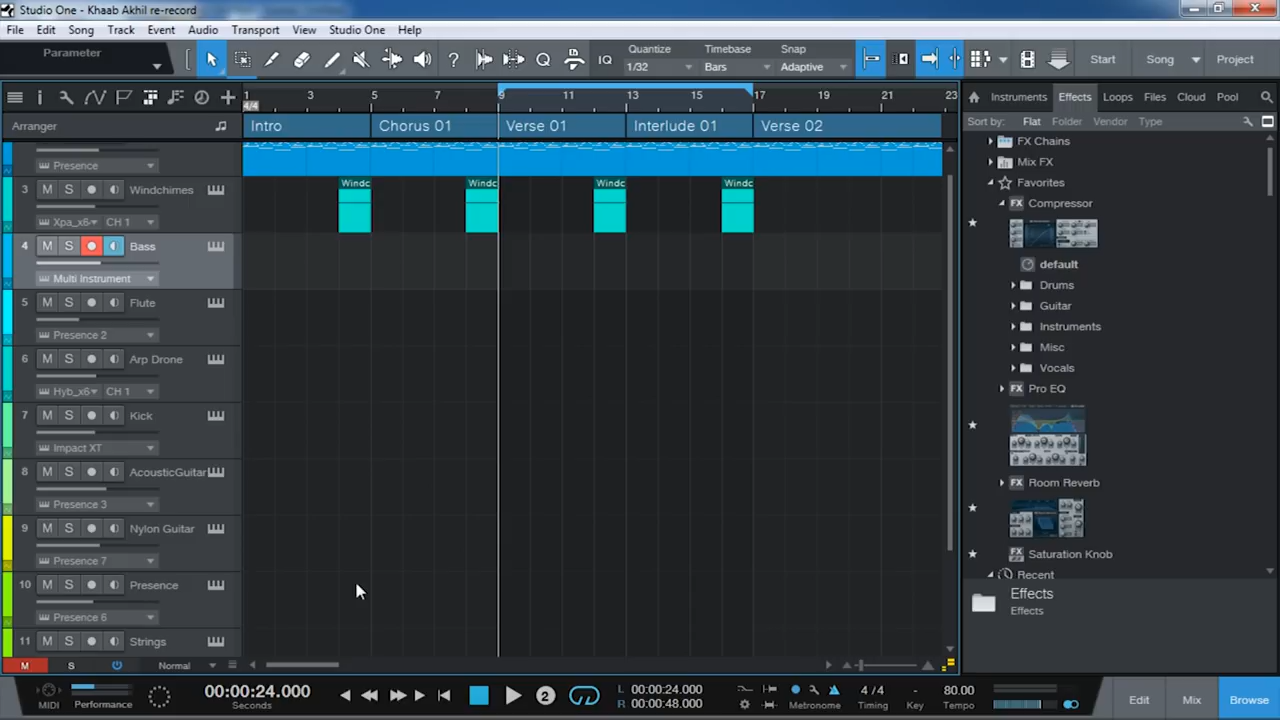 Studio One - Khaab Akhil re-record
File Edit Song Track Event Audio Transport View Studio One Help
Parameter
IQ
Quantize
1/32
Timebase
Bars
Snap
Adaptive
Start Song Project
1 3 5 7 9 11 13 15 17 19 21 23
4/4
Instruments Effects Loops Files Cloud Pool
Arranger
Intro Chorus 01 Verse 01 Interlude 01 Verse 02
Sort by: Flat Folder Vendor Type
Presence
3 Windchimes
Xpa_x6 CH 1
Windc Windc Windc Windc
4 M S Bass
Multi Instrument
5 M S Flute
Presence 2
6 M S Arp Drone
Hyb_x6 CH 1
7 M S Kick
Impact XT
8 M S AcousticGuitar
Presence 3
9 M S Nylon Guitar
Presence 7
10 M S Presence
Presence 6
11 M S Strings
M S Normal
FX Chains
Mix FX
Favorites
FX Compressor
default
Drums
Guitar
Instruments
Misc
Vocals
FX Pro EQ
FX Room Reverb
FX Saturation Knob
Recent
Effects
Effects
MIDI
Performance
00:00:24.000
Seconds
2
L 00:00:24.000
R 00:00:48.000
Metronome
4 / 4
Timing
-
Key
80.00
Tempo
Edit Mix Browse